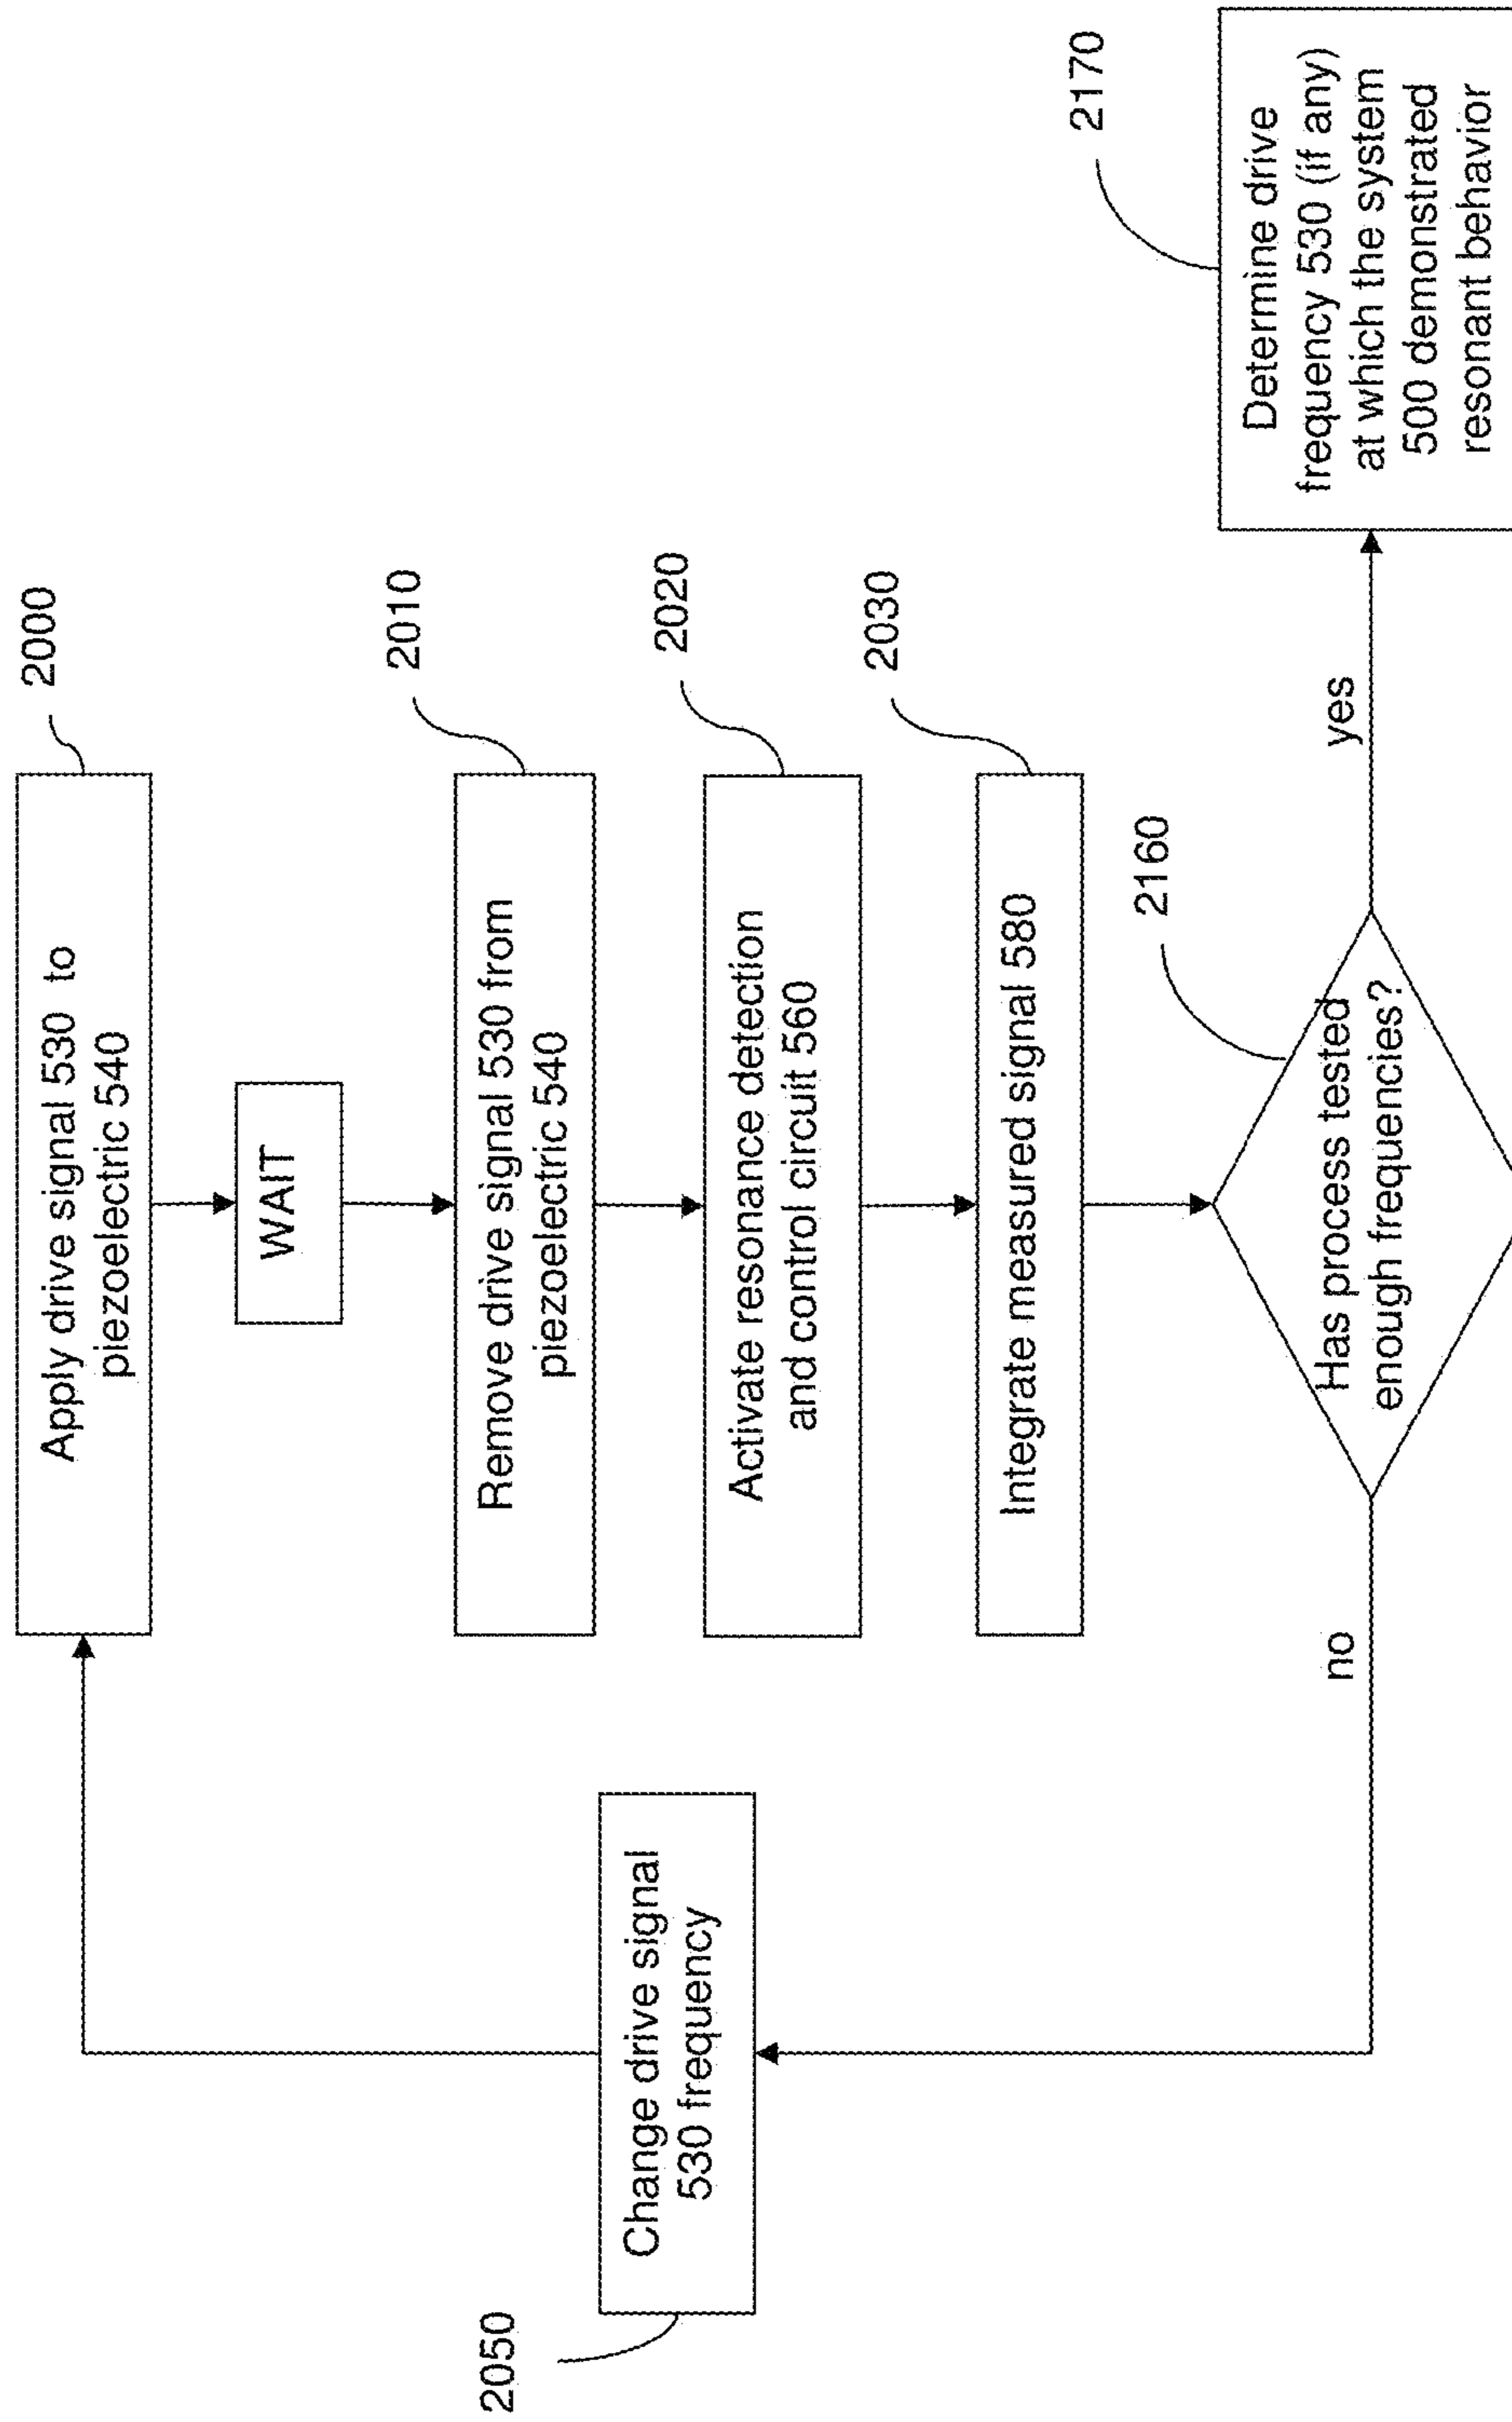 2000
Apply drive signal 530 to
piezoelectric 540
WAIT
2010
Remove drive signal 530 from
piezoelectric 540
2020
Activate resonance detection
and control circuit 560
2030
Integrate measured signal 580
2160
Has process tested
enough frequencies?
no
yes
2050
Change drive signal
530 frequency
2170
Determine drive
frequency 530 (if any)
at which the system
500 demonstrated
resonant behavior